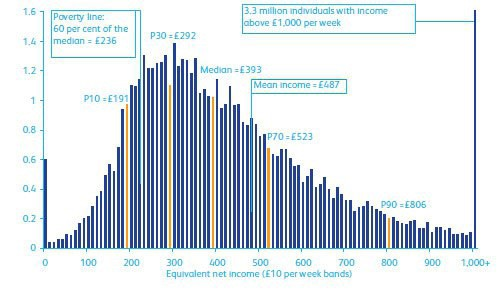 Poverty line:
60 per cent of the
median = £236
3.3 million individuals with income
above £1,000 per week
P30 = £292
Median = £393
Mean income = £487
P10 = £191
P70 = £523
P90 = £806
1.6
1.4
1.2
1
0.8
0.6
0.4
0.2
0
0 100 200 300 400 500 600 700 800 900 1,000+
Equivalent net income (£10 per week bands)